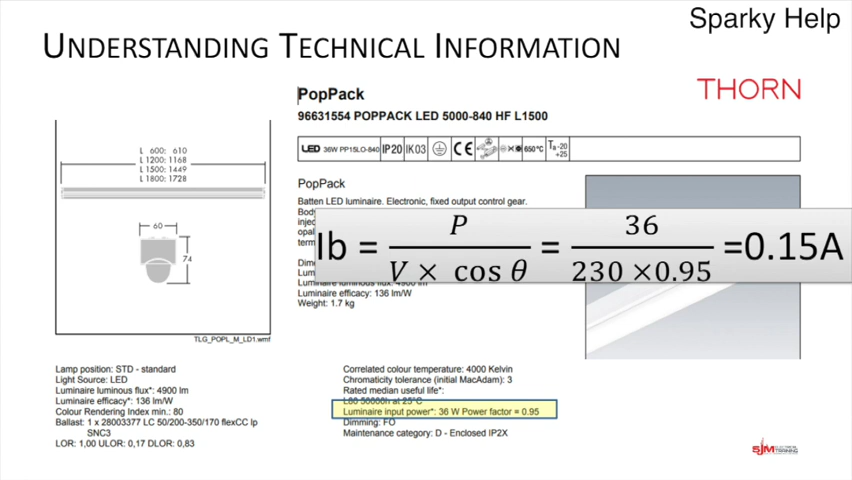 Sparky Help
UNDERSTANDING TECHNICAL INFORMATION
THORN
PopPack
96631554 POPPACK LED 5000-840 HF L1500
LED 36W PP15LO-840 IP20 IK03 CE 650°C Ta-20 +25
L 600: 610
L 1200: 1168
L 1500: 1449
L 1800: 1728
60
74
TLG_POPL_M_LD1.wmf
PopPack
Batten LED luminaire. Electronic, fixed output control gear.
Luminaire efficacy: 136 lm/W
Weight: 1.7 kg
Ib = P / V × cos θ = 36 / 230 ×0.95 =0.15A
Lamp position: STD - standard
Light Source: LED
Luminaire luminous flux*: 4900 lm
Luminaire efficacy*: 136 lm/W
Colour Rendering Index min.: 80
Ballast: 1 x 28003377 LC 50/200-350/170 flexCC lp
SNC3
LOR: 1,00 ULOR: 0,17 DLOR: 0,83
Correlated colour temperature: 4000 Kelvin
Chromaticity tolerance (initial MacAdam): 3
Rated median useful life*:
L80 50000h at 25°C
Luminaire input power*: 36 W Power factor = 0.95
Dimming: FO
Maintenance category: D - Enclosed IP2X
SJM ELECTRICAL
TRAINING